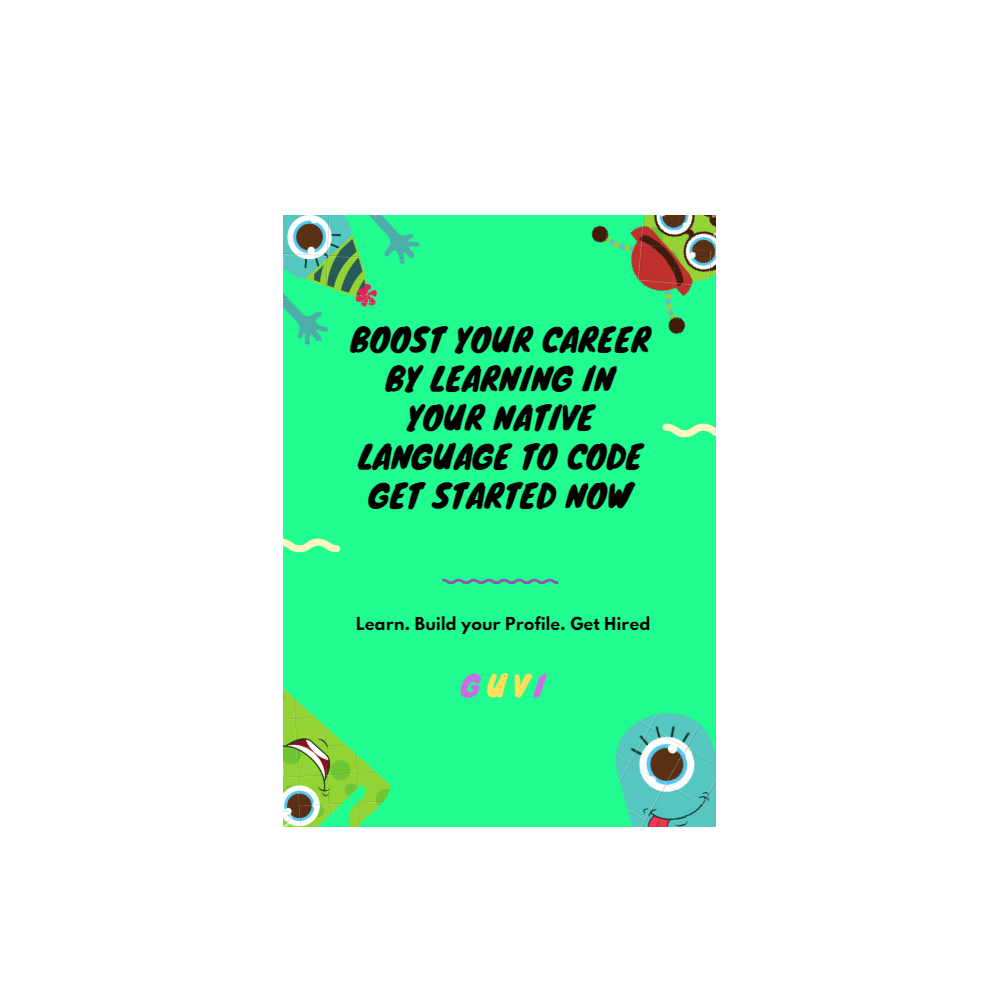 BOOST YOUR CAREER
BY LEARNING IN
YOUR NATIVE
LANGUAGE TO CODE
GET STARTED NOW
Learn. Build your Profile. Get Hired
GUVI